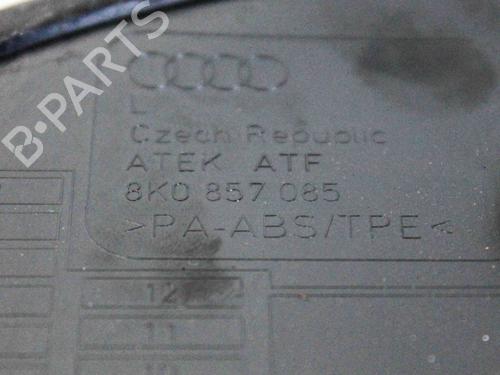 B-PARTS
L
Czech Republic
ATEK ATF
8K0 857 085
>PA-ABS/TPE<
12
11